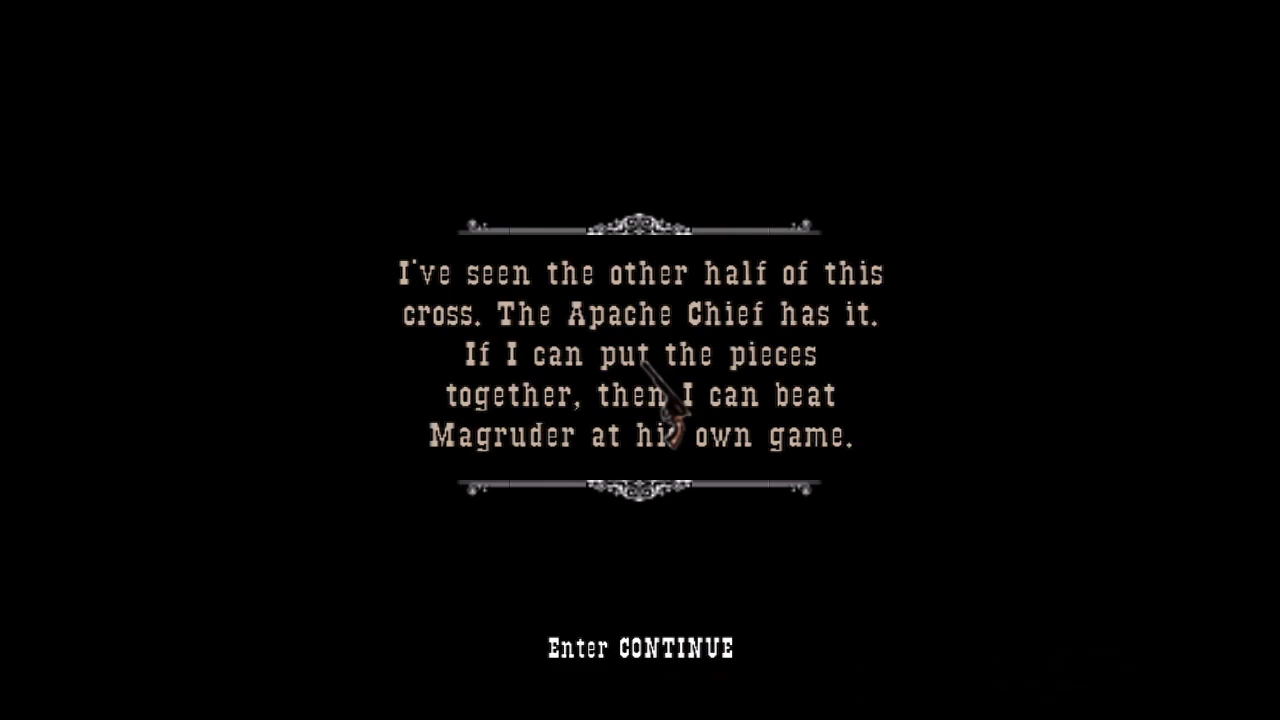 I've seen the other half of this
cross. The Apache Chief has it.
If I can put the pieces
together, then I can beat
Magruder at his own game.
Enter CONTINUE